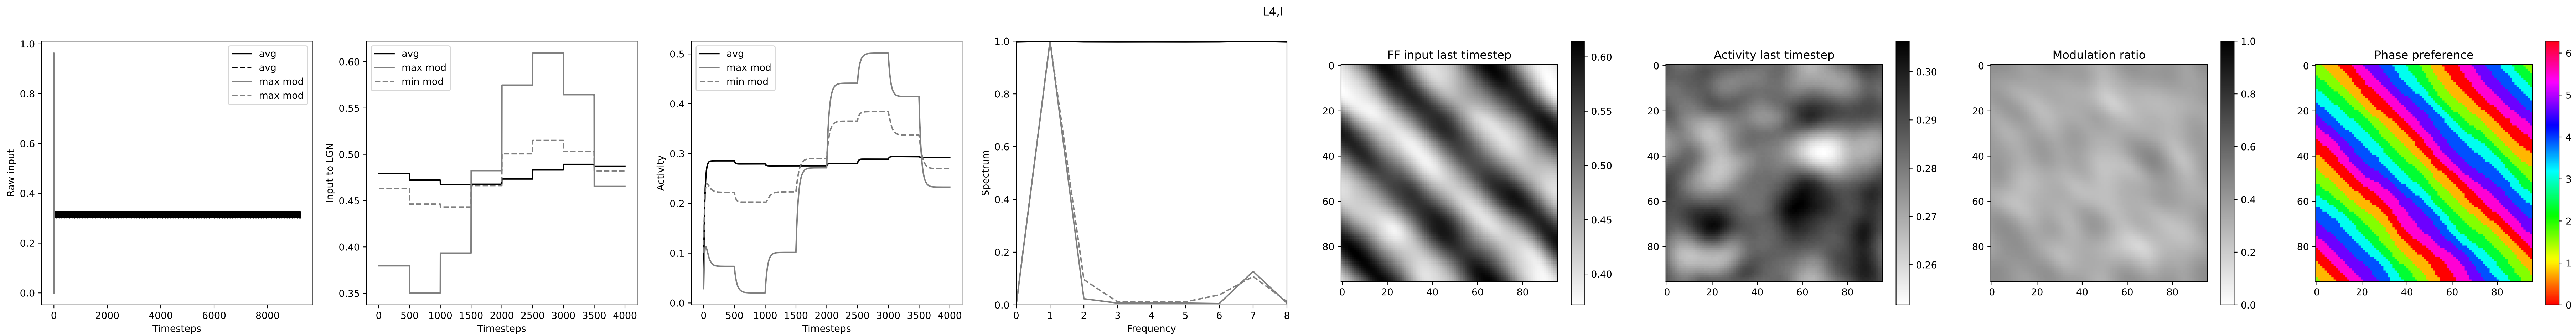 L4,I
Raw input
1.0
0.8
0.6
0.4
0.2
0.0
avg
avg
max mod
max mod
0 2000 4000 6000 8000
Timesteps
Input to LGN
0.60
0.55
0.50
0.45
0.40
0.35
avg
max mod
min mod
0 500 1000 1500 2000 2500 3000 3500 4000
Timesteps
Activity
0.5
0.4
0.3
0.2
0.1
0.0
avg
max mod
min mod
0 500 1000 1500 2000 2500 3000 3500 4000
Timesteps
Spectrum
1.0
0.8
0.6
0.4
0.2
0.0
0 1 2 3 4 5 6 7 8
Frequency
FF input last timestep
0
20
40
60
80
0 20 40 60 80
0.60
0.55
0.50
0.45
0.40
Activity last timestep
0
20
40
60
80
0 20 40 60 80
0.30
0.29
0.28
0.27
0.26
Modulation ratio
0
20
40
60
80
0 20 40 60 80
1.0
0.8
0.6
0.4
0.2
0.0
Phase preference
0
20
40
60
80
0 20 40 60 80
6
5
4
3
2
1
0